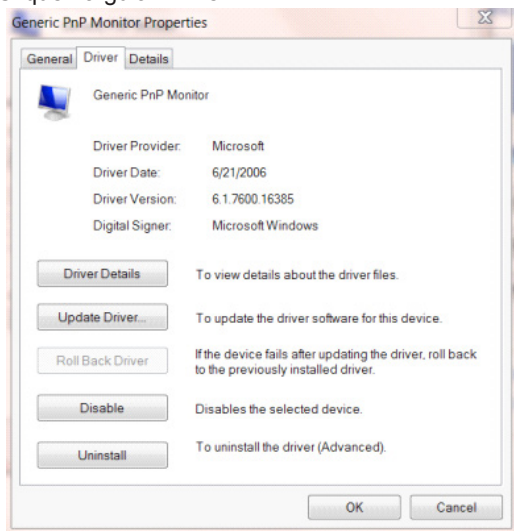 Generic PnP Monitor Properties
General Driver Details
Generic PnP Monitor
Driver Provider: Microsoft
Driver Date: 6/21/2006
Driver Version: 6.1.7600.16385
Digital Signer: Microsoft Windows
Driver Details To view details about the driver files.
Update Driver... To update the driver software for this device.
Roll Back Driver If the device fails after updating the driver, roll back
to the previously installed driver.
Disable Disables the selected device.
Uninstall To uninstall the driver (Advanced).
OK Cancel